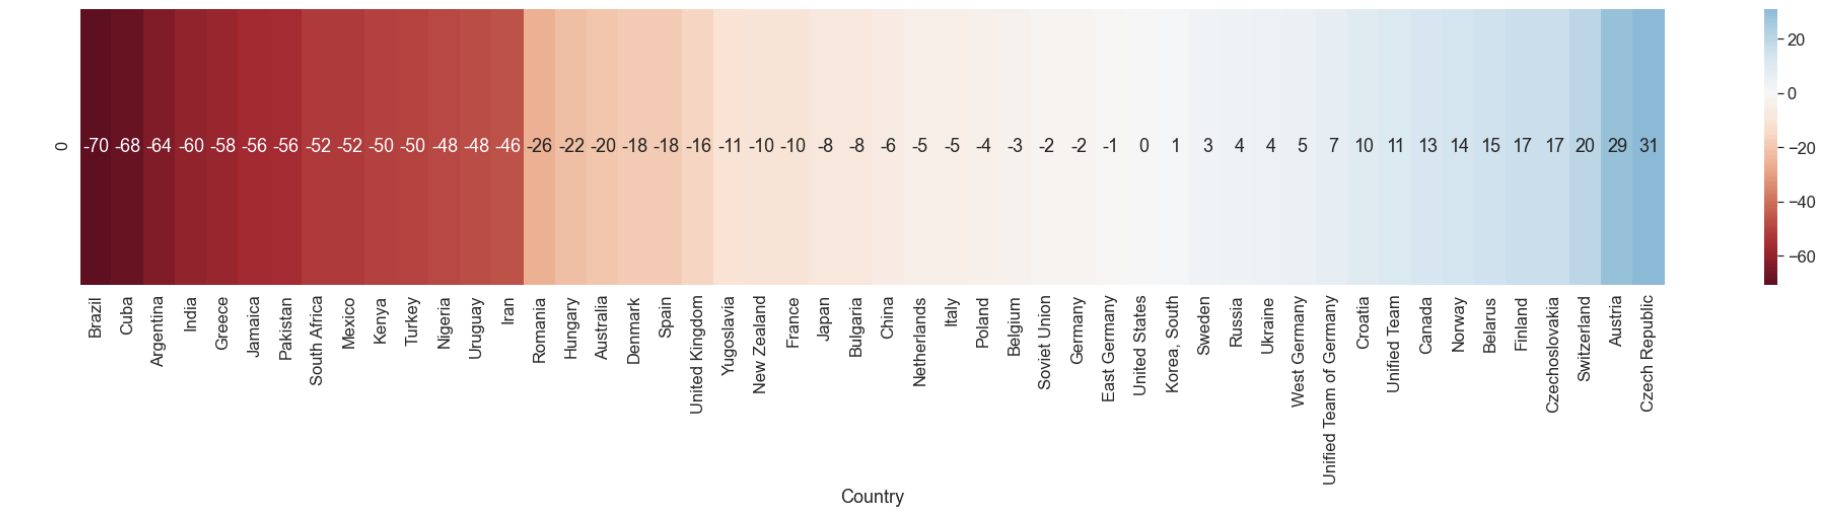 0
-70 -68 -64 -60 -58 -56 -56 -52 -52 -50 -50 -48 -48 -46 -26 -22 -20 -18 -18 -16 -11 -10 -10 -8 -8 -6 -5 -5 -4 -3 -2 -2 -1 0 1 3 4 4 5 7 10 11 13 14 15 17 17 20 29 31
Brazil
Cuba
Argentina
India
Greece
Jamaica
Pakistan
South Africa
Mexico
Kenya
Turkey
Nigeria
Uruguay
Iran
Romania
Hungary
Australia
Denmark
Spain
United Kingdom
Yugoslavia
New Zealand
France
Japan
Bulgaria
China
Netherlands
Italy
Poland
Belgium
Soviet Union
Germany
East Germany
United States
Korea, South
Sweden
Russia
Ukraine
West Germany
Unified Team of Germany
Croatia
Unified Team
Canada
Norway
Belarus
Finland
Czechoslovakia
Switzerland
Austria
Czech Republic
Country
20
0
−20
−40
−60